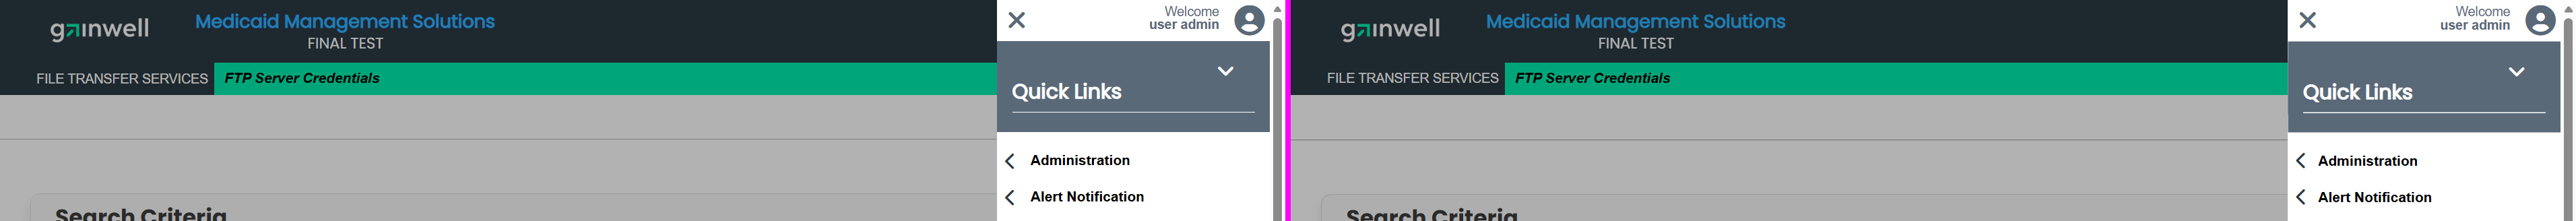 gainwell
Medicaid Management Solutions
FINAL TEST
Welcome
user admin
FILE TRANSFER SERVICES
FTP Server Credentials
Quick Links
Administration
Alert Notification
Search Criteria
gainwell
Medicaid Management Solutions
FINAL TEST
Welcome
user admin
FILE TRANSFER SERVICES
FTP Server Credentials
Quick Links
Administration
Alert Notification
Search Criteria